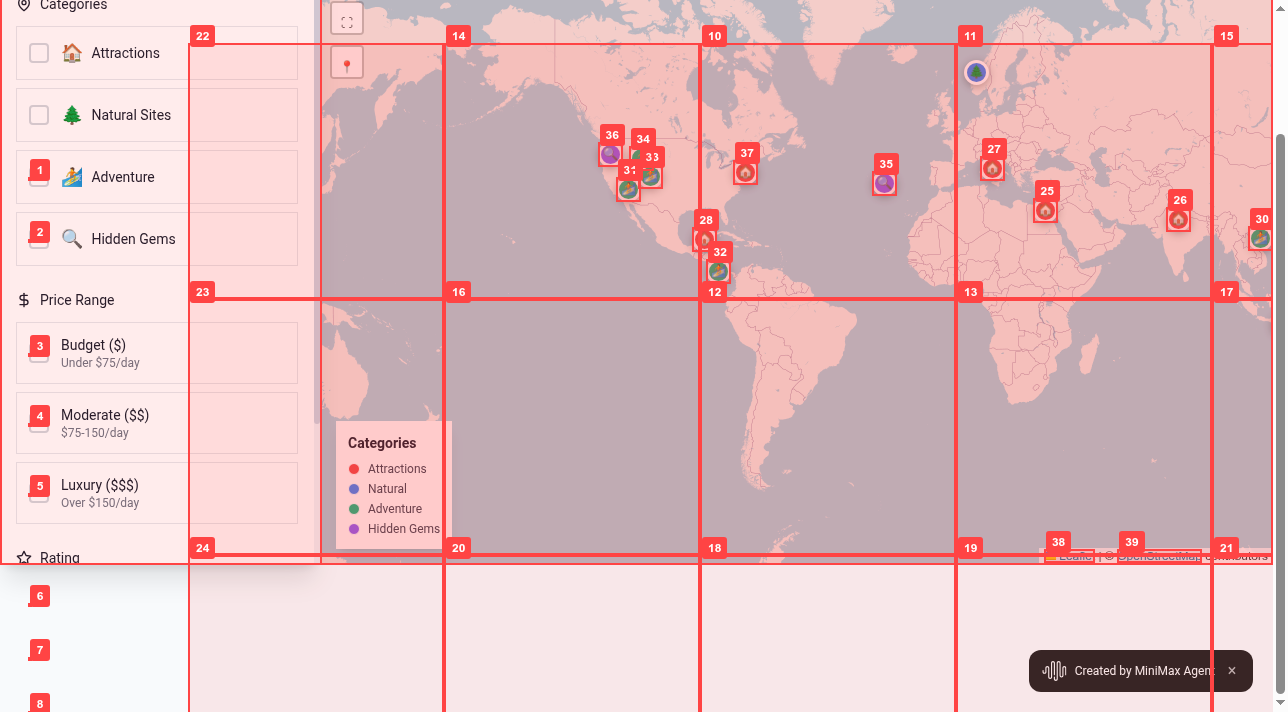 Categories
22
14
10
11
15
Attractions
Natural Sites
36
34
37
35
27
33
31
1
Adventure
25
26
28
30
2
Hidden Gems
32
23
16
12
13
17
Price Range
3
Budget ($)
Under $75/day
4
Moderate ($$)
$75-150/day
Categories
Attractions
Natural
Adventure
Hidden Gems
5
Luxury ($$$)
Over $150/day
24
20
18
19
38
39
21
Rating
Leaflet | © OpenStreetMap contributors
6
7
Created by MiniMax Agent ×
8